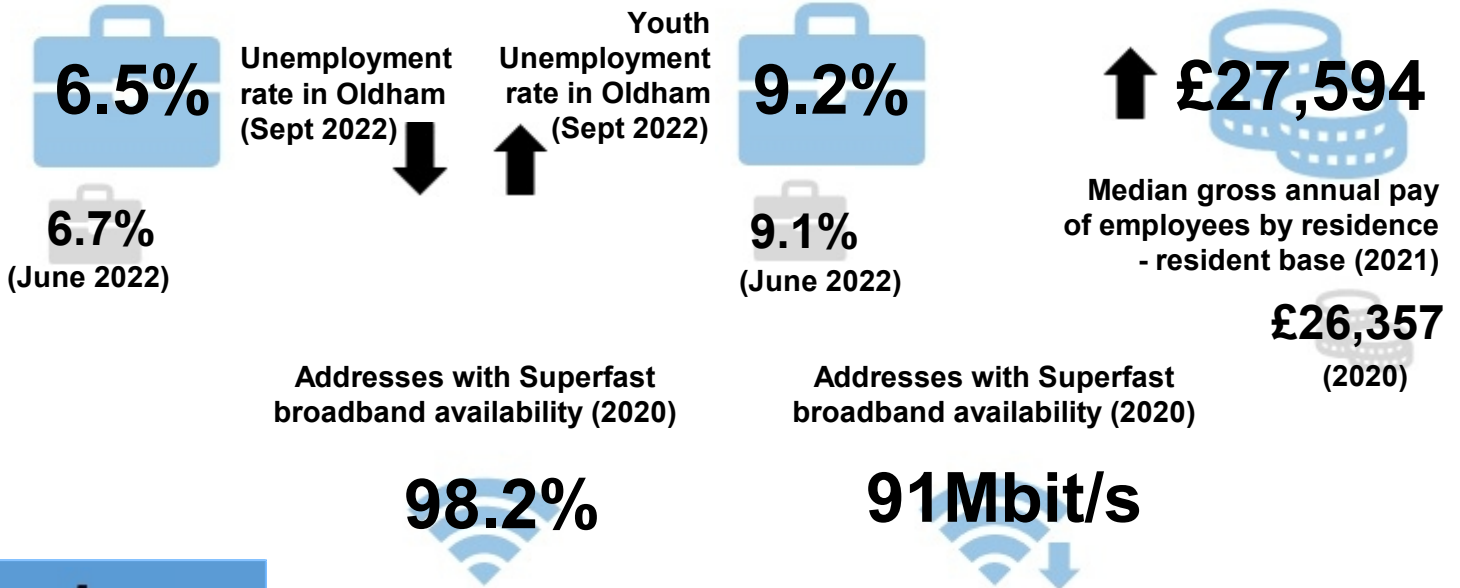 6.5%
Unemployment
rate in Oldham
(Sept 2022)
6.7%
(June 2022)
Youth
Unemployment
rate in Oldham
(Sept 2022)
9.2%
9.1%
(June 2022)
£27,594
Median gross annual pay
of employees by residence
- resident base (2021)
£26,357
(2020)
Addresses with Superfast
broadband availability (2020)
98.2%
Addresses with Superfast
broadband availability (2020)
91Mbit/s